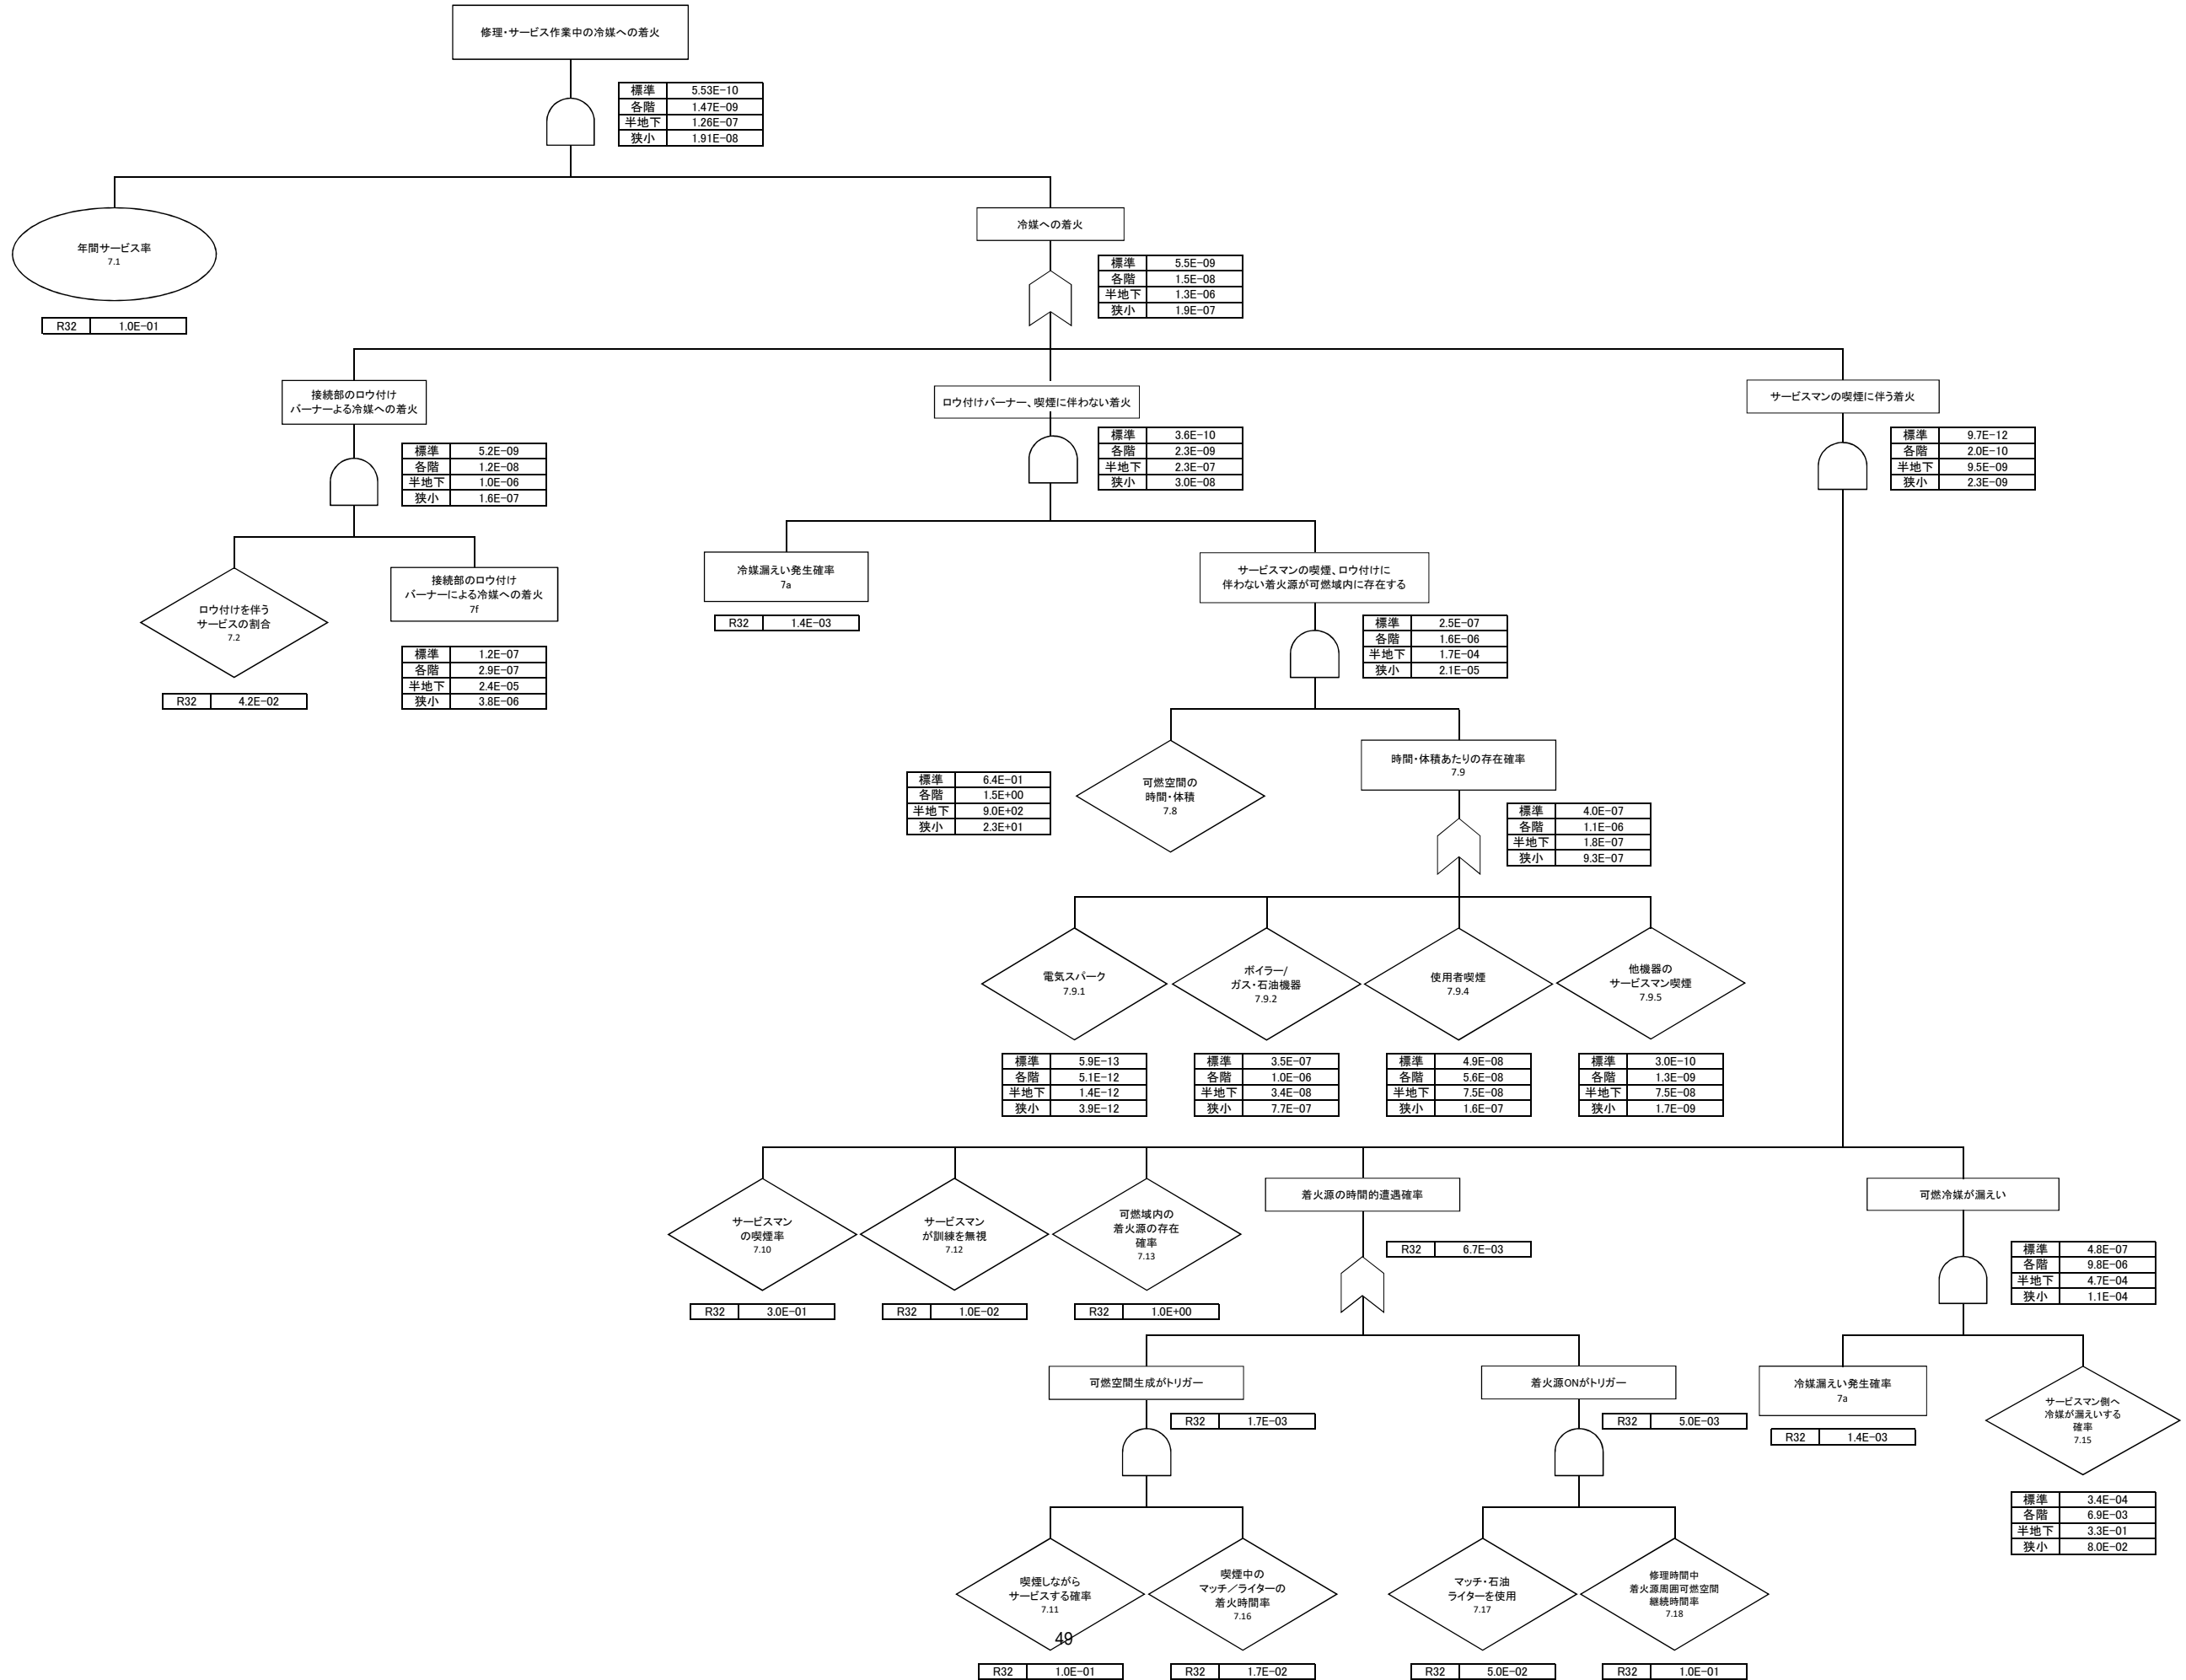 修理・サービス作業中の冷媒への着火
標準 5.53E-10
各階 1.47E-09
半地下 1.26E-07
狭小 1.91E-08
年間サービス率
7.1
R32 1.0E-01
冷媒への着火
標準 5.5E-09
各階 1.5E-08
半地下 1.3E-06
狭小 1.9E-07
接続部のロウ付け
バーナーよる冷媒への着火
標準 5.2E-09
各階 1.2E-08
半地下 1.0E-06
狭小 1.6E-07
ロウ付けバーナー、喫煙に伴わない着火
標準 3.6E-10
各階 2.3E-09
半地下 2.3E-07
狭小 3.0E-08
サービスマンの喫煙に伴う着火
標準 9.7E-12
各階 2.0E-10
半地下 9.5E-09
狭小 2.3E-09
ロウ付けを伴う
サービスの割合
7.2
R32 4.2E-02
接続部のロウ付け
バーナーによる冷媒への着火
7f
標準 1.2E-07
各階 2.9E-07
半地下 2.4E-05
狭小 3.8E-06
冷媒漏えい発生確率
7a
R32 1.4E-03
サービスマンの喫煙、ロウ付けに
伴わない着火源が可燃域内に存在する
標準 2.5E-07
各階 1.6E-06
半地下 1.7E-04
狭小 2.1E-05
標準 6.4E-01
各階 1.5E+00
半地下 9.0E+02
狭小 2.3E+01
可燃空間の
時間・体積
7.8
時間・体積あたりの存在確率
7.9
標準 4.0E-07
各階 1.1E-06
半地下 1.8E-07
狭小 9.3E-07
電気スパーク
7.9.1
標準 5.9E-13
各階 5.1E-12
半地下 1.4E-12
狭小 3.9E-12
ボイラー/
ガス・石油機器
7.9.2
標準 3.5E-07
各階 1.0E-06
半地下 3.4E-08
狭小 7.7E-07
使用者喫煙
7.9.4
標準 4.9E-08
各階 5.6E-08
半地下 7.5E-08
狭小 1.6E-07
他機器の
サービスマン喫煙
7.9.5
標準 3.0E-10
各階 1.3E-09
半地下 7.5E-08
狭小 1.7E-09
サービスマン
の喫煙率
7.10
R32 3.0E-01
サービスマン
が訓練を無視
7.12
R32 1.0E-02
可燃域内の
着火源の存在
確率
7.13
R32 1.0E+00
着火源の時間的遭遇確率
R32 6.7E-03
可燃冷媒が漏えい
標準 4.8E-07
各階 9.8E-06
半地下 4.7E-04
狭小 1.1E-04
可燃空間生成がトリガー
R32 1.7E-03
着火源ONがトリガー
R32 5.0E-03
冷媒漏えい発生確率
7a
R32 1.4E-03
サービスマン側へ
冷媒が漏えいする
確率
7.15
標準 3.4E-04
各階 6.9E-03
半地下 3.3E-01
狭小 8.0E-02
喫煙しながら
サービスする確率
7.11
R32 1.0E-01
喫煙中の
マッチ／ライターの
着火時間率
7.16
R32 1.7E-02
マッチ・石油
ライターを使用
7.17
R32 5.0E-02
修理時間中
着火源周囲可燃空間
継続時間率
7.18
R32 1.0E-01
49